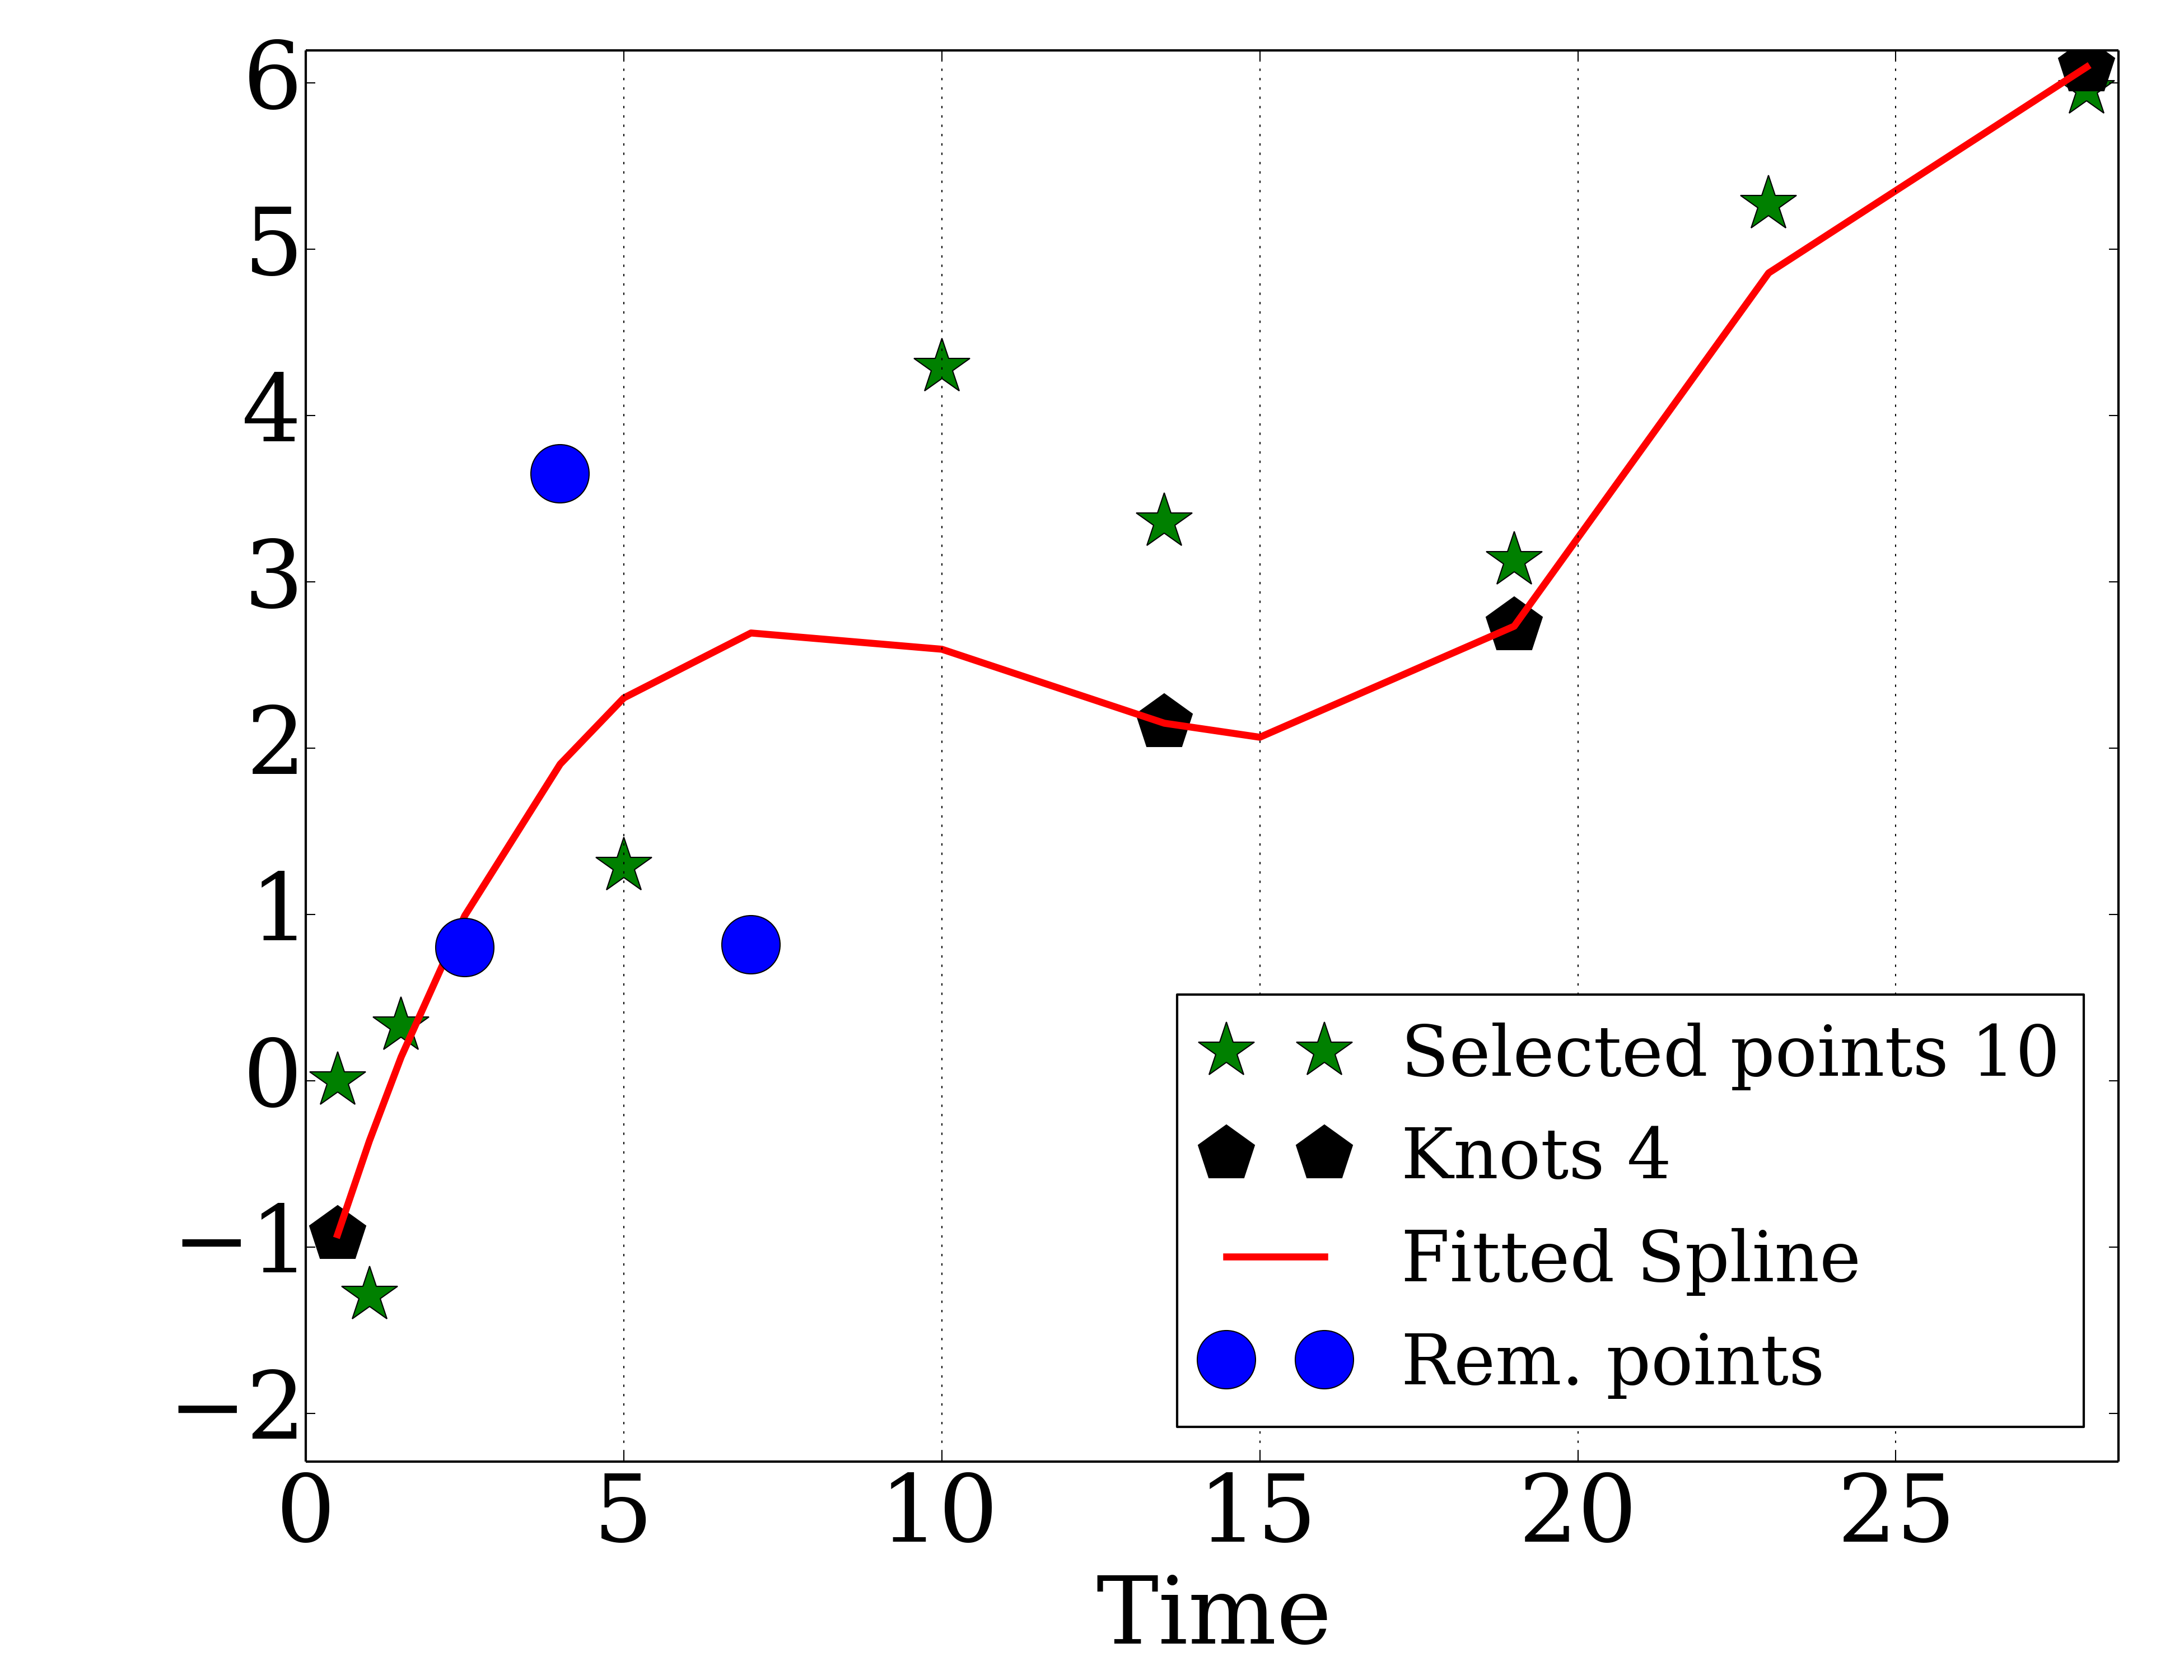 6
5
4
3
2
1
0
−1
−2
Selected points 10
Knots 4
Fitted Spline
Rem. points
0 5 10 15 20 25
Time